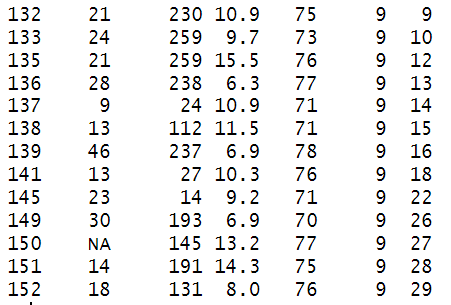 132 21 230 10.9 75 9 9
133 24 259 9.7 73 9 10
135 21 259 15.5 76 9 12
136 28 238 6.3 77 9 13
137 9 24 10.9 71 9 14
138 13 112 11.5 71 9 15
139 46 237 6.9 78 9 16
141 13 27 10.3 76 9 18
145 23 14 9.2 71 9 22
149 30 193 6.9 70 9 26
150 NA 145 13.2 77 9 27
151 14 191 14.3 75 9 28
152 18 131 8.0 76 9 29